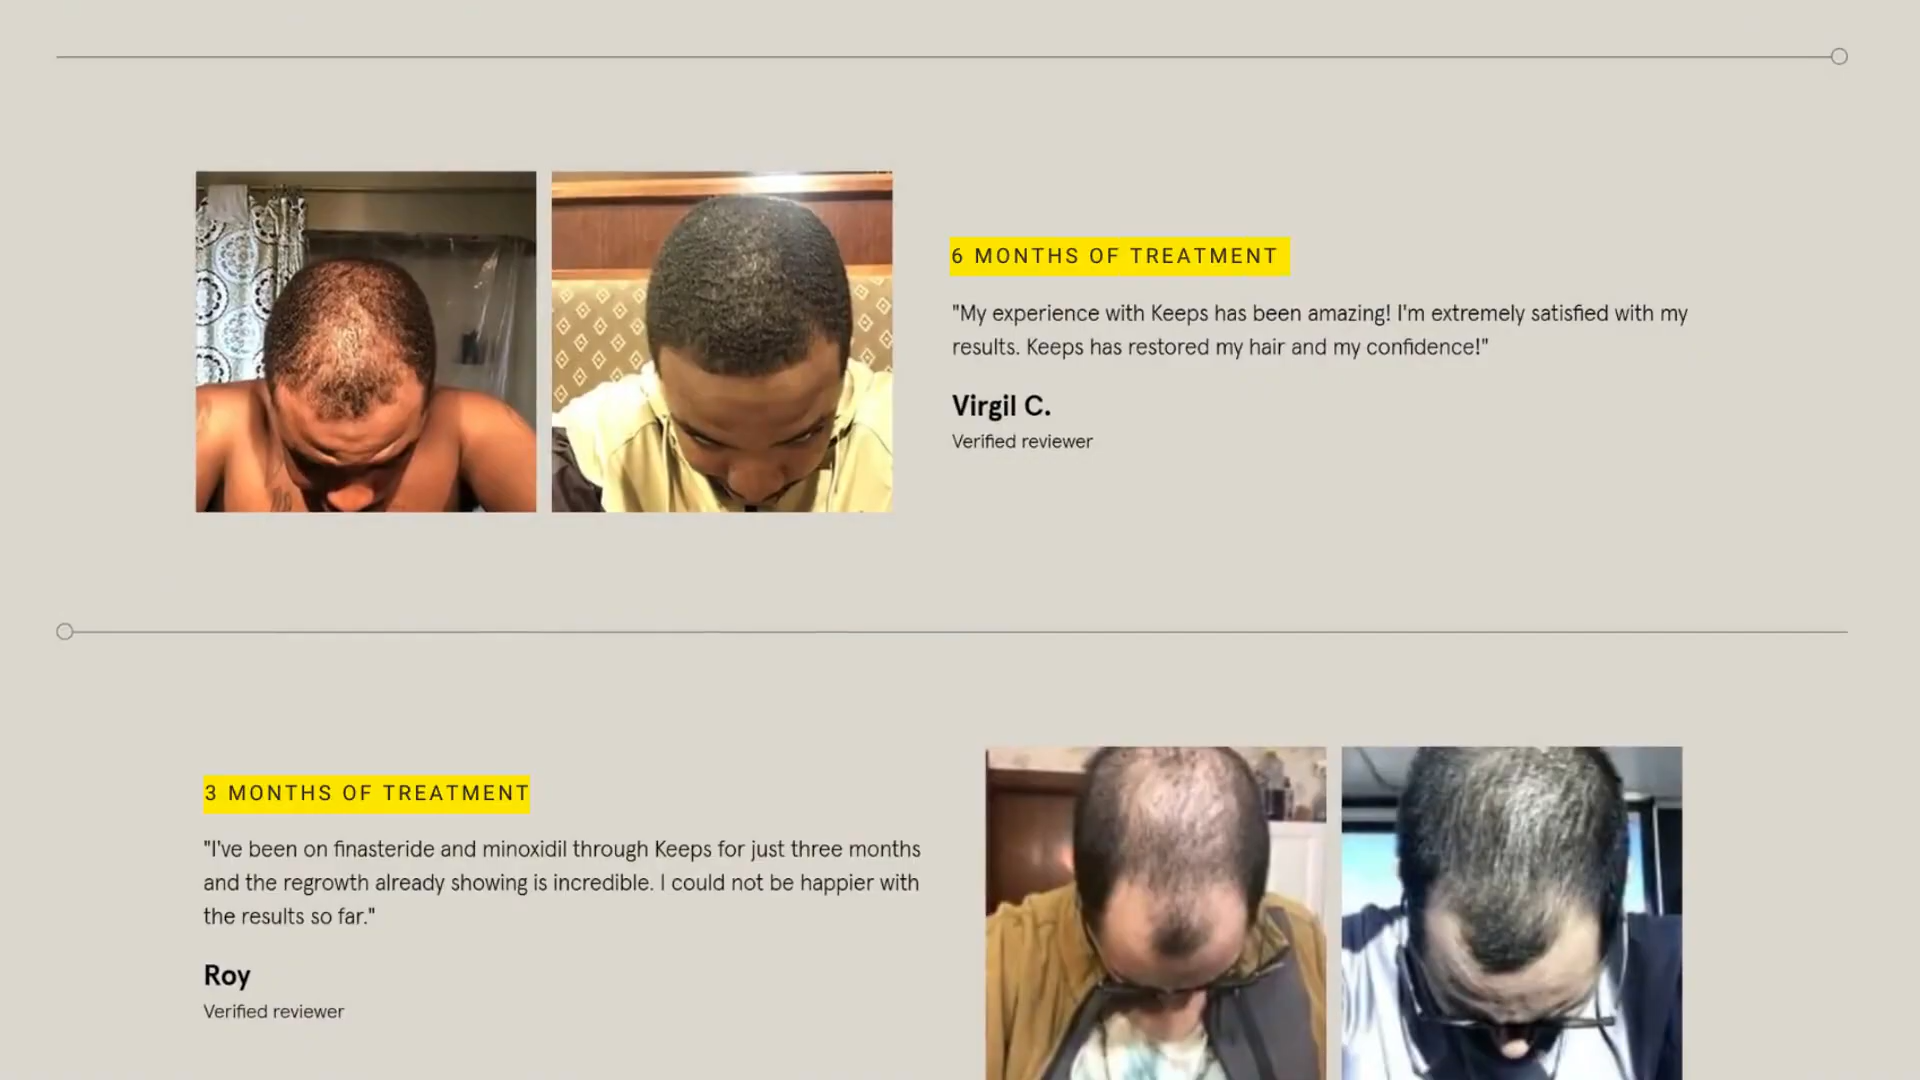 6 MONTHS OF TREATMENT
"My experience with Keeps has been amazing! I'm extremely satisfied with my
results. Keeps has restored my hair and my confidence!"
Virgil C.
Verified reviewer
3 MONTHS OF TREATMENT
"I've been on finasteride and minoxidil through Keeps for just three months
and the regrowth already showing is incredible. I could not be happier with
the results so far."
Roy
Verified reviewer